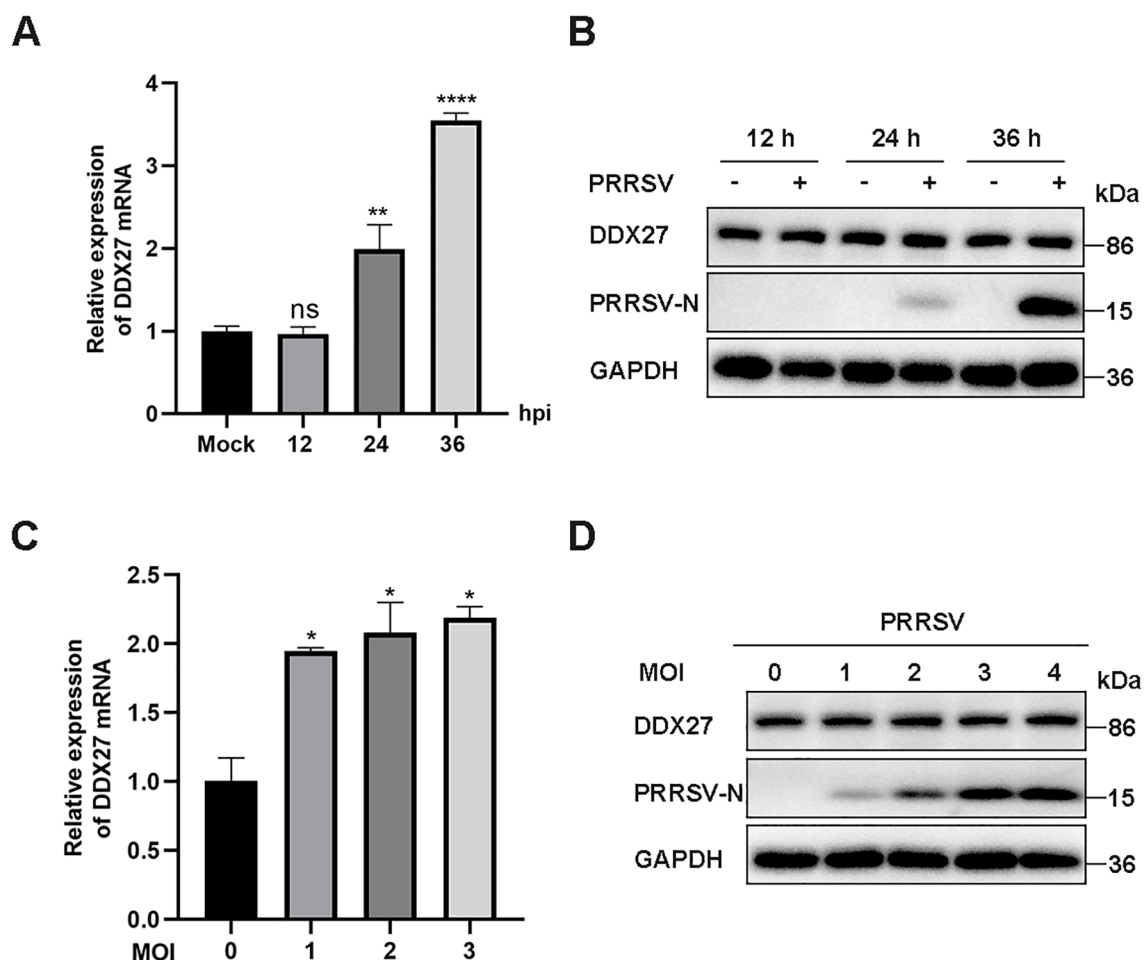 A
Relative expression
of DDX27 mRNA
4
3
2
1
0
ns
**
****
Mock 12 24 36
hpi
B
12 h 24 h 36 h
PRRSV - + - + - + kDa
DDX27 86
PRRSV-N 15
GAPDH 36
C
Relative expression
of DDX27 mRNA
2.5
2.0
1.5
1.0
0.5
0.0
* * *
MOI 0 1 2 3
D
PRRSV
MOI 0 1 2 3 4 kDa
DDX27 86
PRRSV-N 15
GAPDH 36